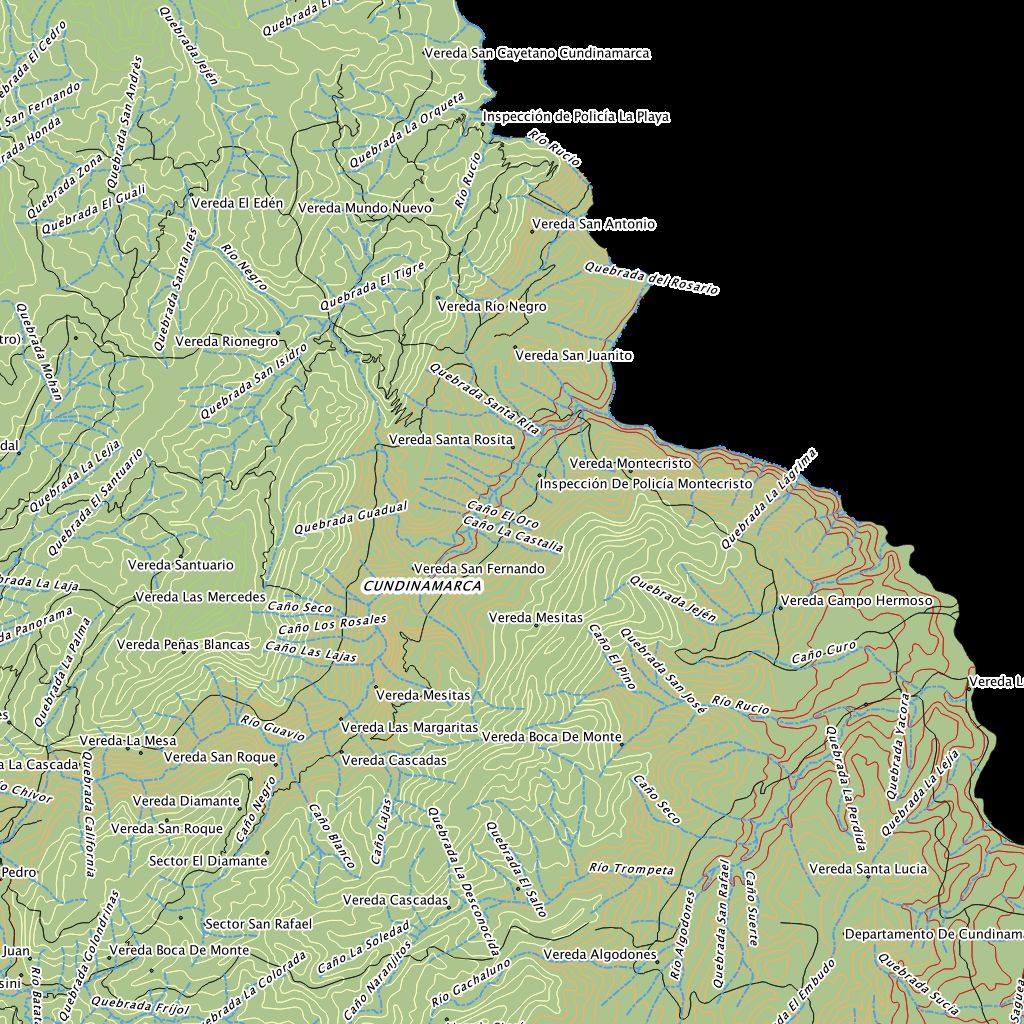 Quebrada El
Quebrada Jején
Quebrada El Cedro
Vereda San Cayetano Cundinamarca
San Fernando
Quebrada San Andrés
Quebrada La Orqueta
Inspección de Policía La Playa
Río Rucio
Honda
Quebrada Zona
Río Rucio
Quebrada El Gualí
Vereda El Edén
Vereda Mundo Nuevo
Vereda San Antonio
Quebrada Santa Inés
Río Negro
Quebrada El Tigre
Quebrada del Rosario
Vereda Río Negro
Quebrada Mohan
tro)
Vereda Rionegro
Quebrada San Isidro
Vereda San Juanito
Quebrada Santa Rita
dal
Vereda Santa Rosita
Quebrada La Lejia
Quebrada El Santuario
Vereda Montecristo
Inspección De Policía Montecristo
Quebrada La Lágrima
Quebrada Guadual
Caño El Oro
Caño La Castalia
Vereda Santuario
Vereda San Fernando
CUNDINAMARCA
brada La Laja
Quebrada Jején
Vereda Las Mercedes
Caño Seco
Vereda Campo Hermoso
Panorama
Quebrada La Palma
Caño Los Rosales
Vereda Mesitas
Vereda Peñas Blancas
Caño Las Lajas
Caño El Pino
Quebrada San José
Caño Curo
Vereda L
Vereda Mesitas
Río Rucio
Quebrada Yacora
es
Río Guavio
Vereda Las Margaritas
Vereda La Mesa
Vereda Boca De Monte
Vereda San Roque
Vereda Cascadas
a La Cascada
Quebrada California
Quebrada La Perdida
Quebrada La Lejia
o Chivor
Vereda Diamante
Caño Negro
Caño Seco
Vereda San Roque
Caño Blanco
Caño Lajas
Quebrada La Desconocida
Quebrada El Salto
Sector El Diamante
Río Trompeta
Vereda Santa Lucia
Pedro
Quebrada San Rafael
Caño Suerte
Vereda Cascadas
Río Algodones
Quebrada Golondrinas
Sector San Rafael
Departamento De Cundinama
Caño La Soledad
Juan
Vereda Boca De Monte
Vereda Algodones
Caño Naranjitos
Quebrada La Colorada
Río Gachaluno
Quebrada Sucia
El Embudo
sini
Río Batat
Quebrada Frijol